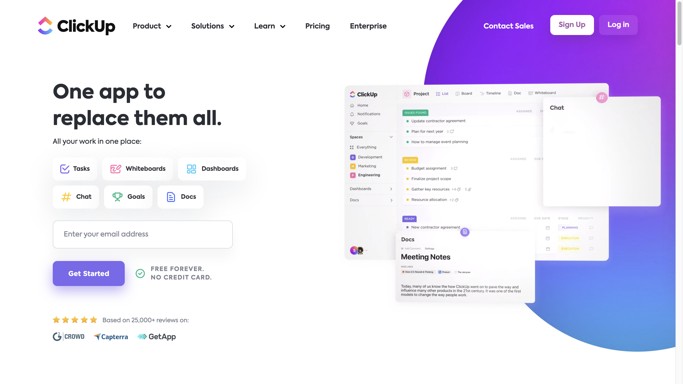 ClickUp
Product
Solutions
Learn
Pricing
Enterprise
Contact Sales
Sign Up
Log in
One app to
replace them all.
All your work in one place:
Tasks
Whiteboards
Dashboards
Chat
Goals
Docs
Enter your email address
Get Started
FREE FOREVER.
NO CREDIT CARD.
Based on 25,000+ reviews on:
CROWD
Capterra
GetApp
ClickUp
Project
List
Board
Timeline
Doc
Whiteboard
Home
Notifications
Goals
Spaces
Everything
Development
Marketing
Engineering
Dashboards
Docs
Update contractor agreement
Plan for next year
How to manage event planning
Budget assignment
Finalize project scope
Gather key resources
Resource allocation
New contractor agreement
PLANNING
Chat
Docs
Meeting Notes
Today, many of us know the how ClickUp went on to pave the way and
influence many other products in the 21st century. It was one of the first
models to change the way people work.